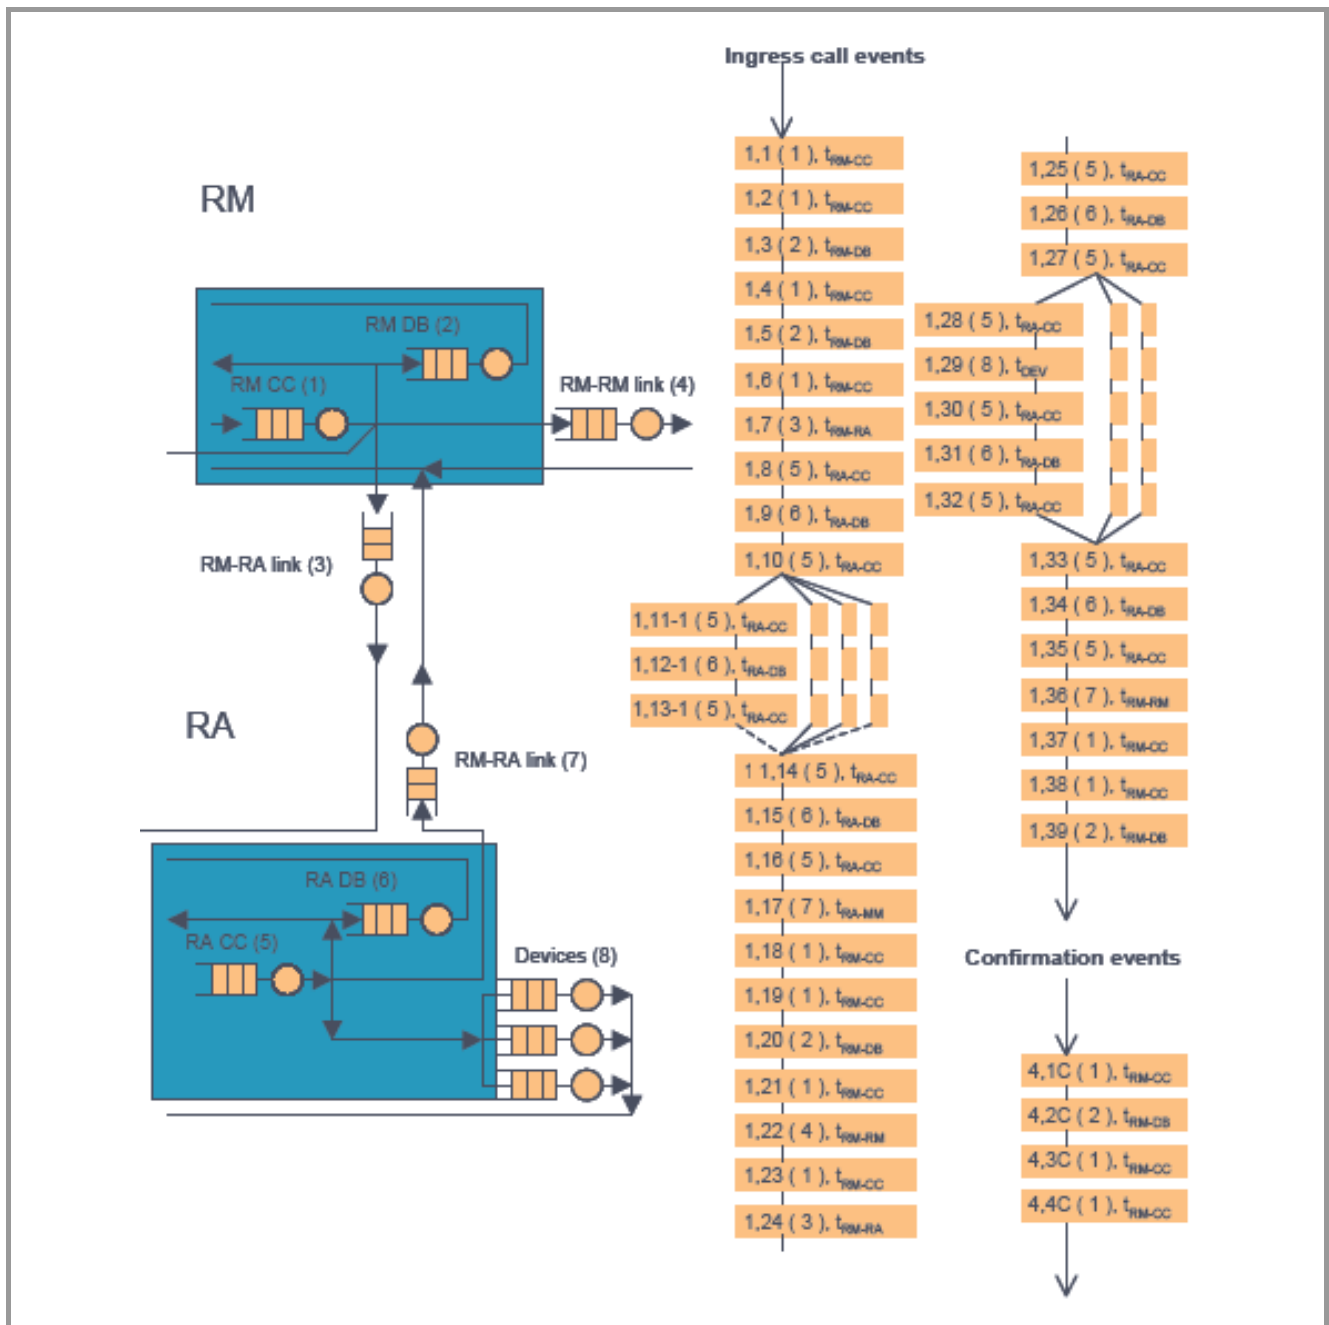 Ingress call events
RM
RM DB (2)
RM CC (1)
RM-RM link (4)
RM-RA link (3)
RA
RM-RA link (7)
RA DB (6)
RA CC (5)
Devices (8)
1,1 ( 1 ), tRM-CC
1,2 ( 1 ), tRM-CC
1,3 ( 2 ), tRM-DB
1,4 ( 1 ), tRM-CC
1,5 ( 2 ), tRM-DB
1,6 ( 1 ), tRM-CC
1,7 ( 3 ), tRM-RA
1,8 ( 5 ), tRA-CC
1,9 ( 6 ), tRA-DB
1,10 ( 5 ), tRA-CC
1,11-1 ( 5 ), tRA-CC
1,12-1 ( 6 ), tRA-DB
1,13-1 ( 5 ), tRA-CC
1 1,14 ( 5 ), tRA-CC
1,15 ( 6 ), tRA-DB
1,16 ( 5 ), tRA-CC
1,17 ( 7 ), tRA-MM
1,18 ( 1 ), tRM-CC
1,19 ( 1 ), tRM-CC
1,20 ( 2 ), tRM-DB
1,21 ( 1 ), tRM-CC
1,22 ( 4 ), tRM-RM
1,23 ( 1 ), tRM-CC
1,24 ( 3 ), tRM-RA
1,25 ( 5 ), tRA-CC
1,26 ( 6 ), tRA-DB
1,27 ( 5 ), tRA-CC
1,28 ( 5 ), tRA-CC
1,29 ( 8 ), tDEV
1,30 ( 5 ), tRA-CC
1,31 ( 6 ), tRA-DB
1,32 ( 5 ), tRA-CC
1,33 ( 5 ), tRA-CC
1,34 ( 6 ), tRA-DB
1,35 ( 5 ), tRA-CC
1,36 ( 7 ), tRM-RM
1,37 ( 1 ), tRM-CC
1,38 ( 1 ), tRM-CC
1,39 ( 2 ), tRM-DB
Confirmation events
4,1C ( 1 ), tRM-CC
4,2C ( 2 ), tRM-DB
4,3C ( 1 ), tRM-CC
4,4C ( 1 ), tRM-CC